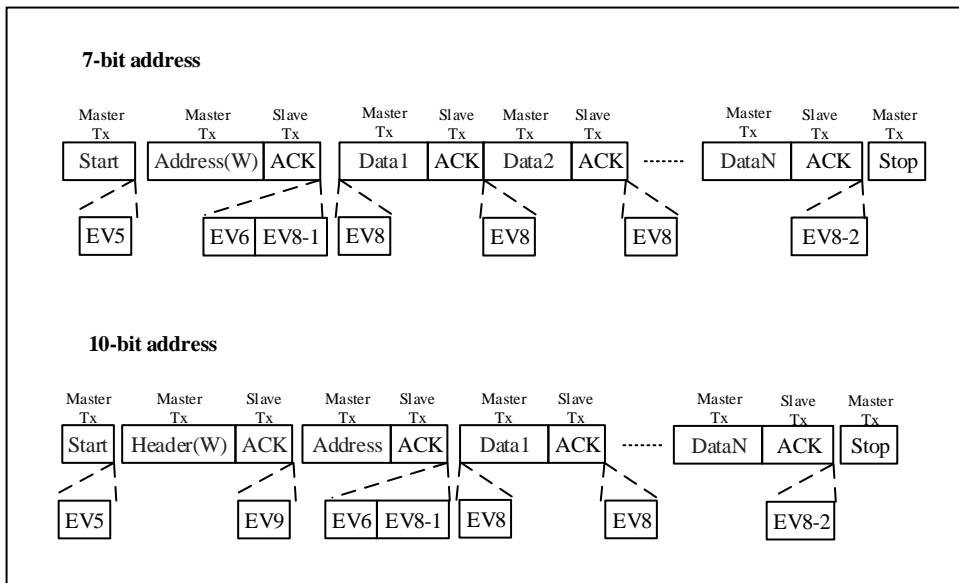 7-bit address
Master Master Slave Master Slave Master Slave Master Slave Master
Tx Tx Tx Tx Tx Tx Tx Tx Tx Tx
Start Address(W) ACK Data1 ACK Data2 ACK DataN ACK Stop
EV5 EV6 EV8-1 EV8 EV8 EV8 EV8-2
10-bit address
Master Master Slave Master Slave Master Slave Master Slave Master
Tx Tx Tx Tx Tx Tx Tx Tx Tx Tx
Start Header(W) ACK Address ACK Data1 ACK DataN ACK Stop
EV5 EV9 EV6 EV8-1 EV8 EV8 EV8-2